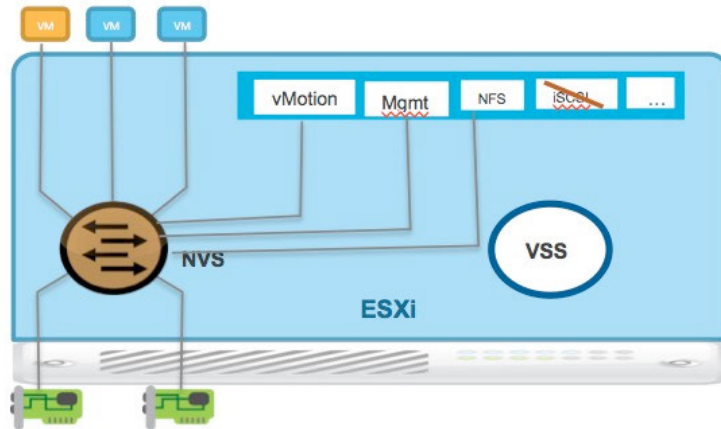 VM
VM
VM
vMotion
Mgmt
NFS
iSCSI
...
NVS
VSS
ESXi